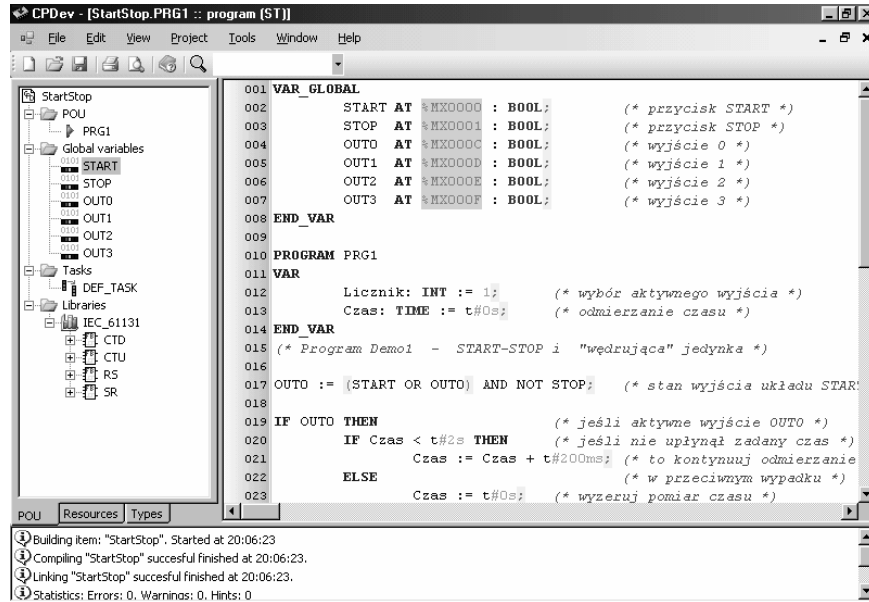 CPDev - [StartStop.PRG1 :: program (ST)]
File Edit View Project Tools Window Help
StartStop
POU
PRG1
Global variables
START
STOP
OUT0
OUT1
OUT2
OUT3
Tasks
DEF_TASK
Libraries
IEC_61131
CTD
CTU
RS
SR
POU Resources Types
001 VAR_GLOBAL
002 START AT %MX0000 : BOOL; (* przycisk START *)
003 STOP AT %MX0001 : BOOL; (* przycisk STOP *)
004 OUT0 AT %MX000C : BOOL; (* wyjście 0 *)
005 OUT1 AT %MX000D : BOOL; (* wyjście 1 *)
006 OUT2 AT %MX000E : BOOL; (* wyjście 2 *)
007 OUT3 AT %MX000F : BOOL; (* wyjście 3 *)
008 END_VAR
009
010 PROGRAM PRG1
011 VAR
012 Licznik: INT := 1; (* wybór aktywnego wyjścia *)
013 Czas: TIME := t#0s; (* odmierzanie czasu *)
014 END_VAR
015 (* Program Demo1 - START-STOP i "wędrująca" jedynka *)
016
017 OUT0 := (START OR OUT0) AND NOT STOP; (* stan wyjścia układu STAR
018
019 IF OUT0 THEN (* jeśli aktywne wyjście OUT0 *)
020 IF Czas < t#2s THEN (* jeśli nie upłynął zadany czas *)
021 Czas := Czas + t#200ms; (* to kontynuuj odmierzanie
022 ELSE (* w przeciwnym wypadku *)
023 Czas := t#0s; (* wyzeruj pomiar czasu *)
Building item: "StartStop". Started at 20:06:23
Compiling "StartStop" succesful finished at 20:06:23.
Linking "StartStop" succesful finished at 20:06:23.
Statistics: Errors: 0, Warnings: 0, Hints: 0